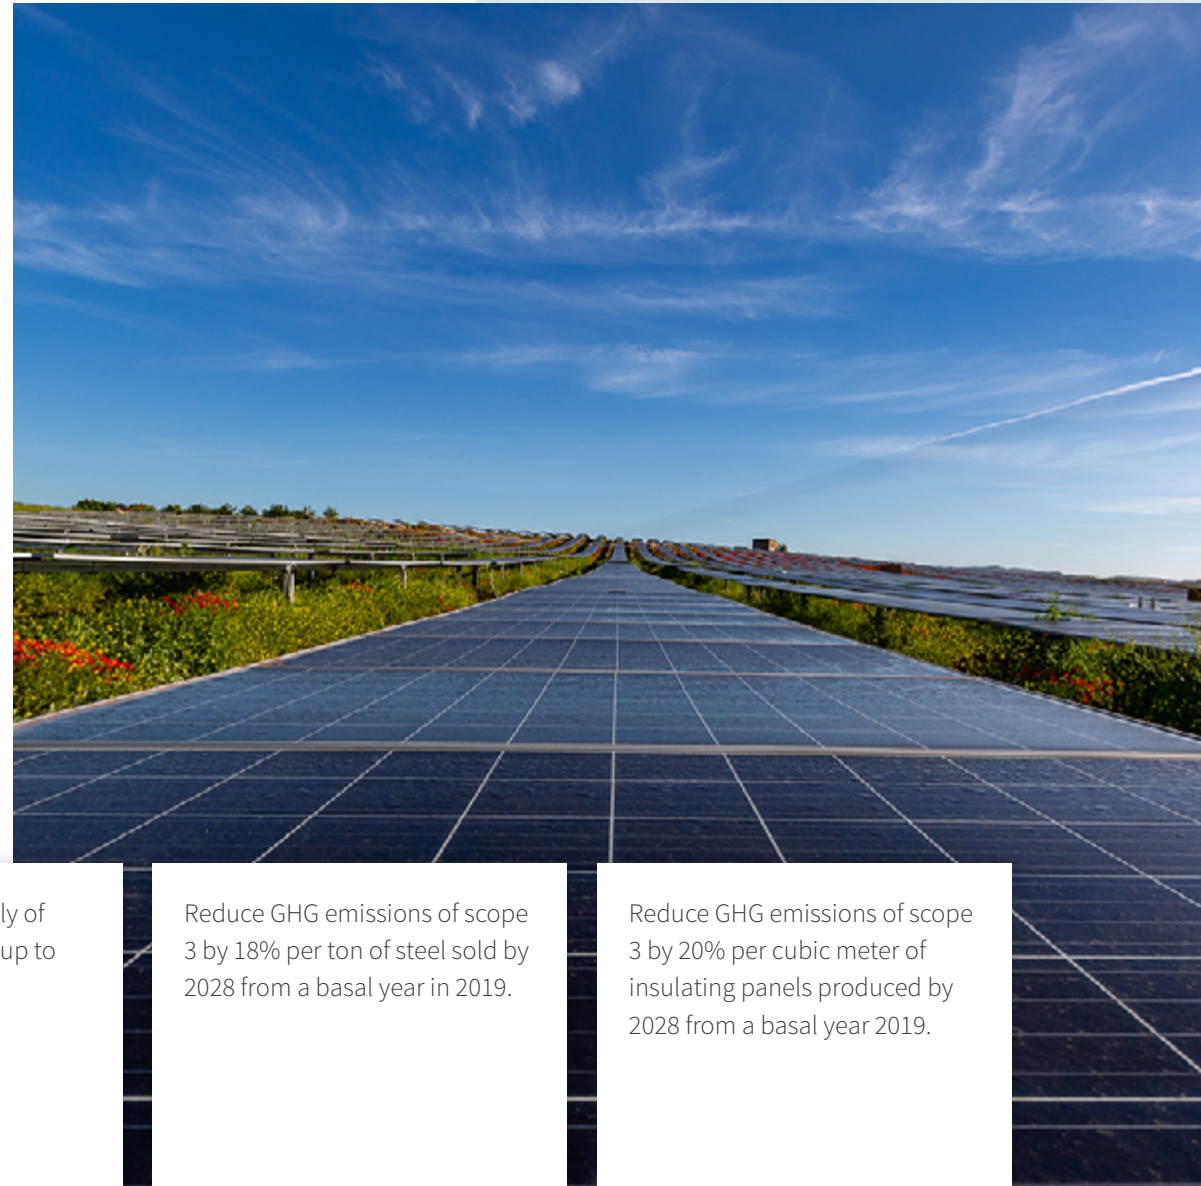 ly of
up to
Reduce GHG emissions of scope
3 by 18% per ton of steel sold by
2028 from a basal year in 2019.
Reduce GHG emissions of scope
3 by 20% per cubic meter of
insulating panels produced by
2028 from a basal year 2019.